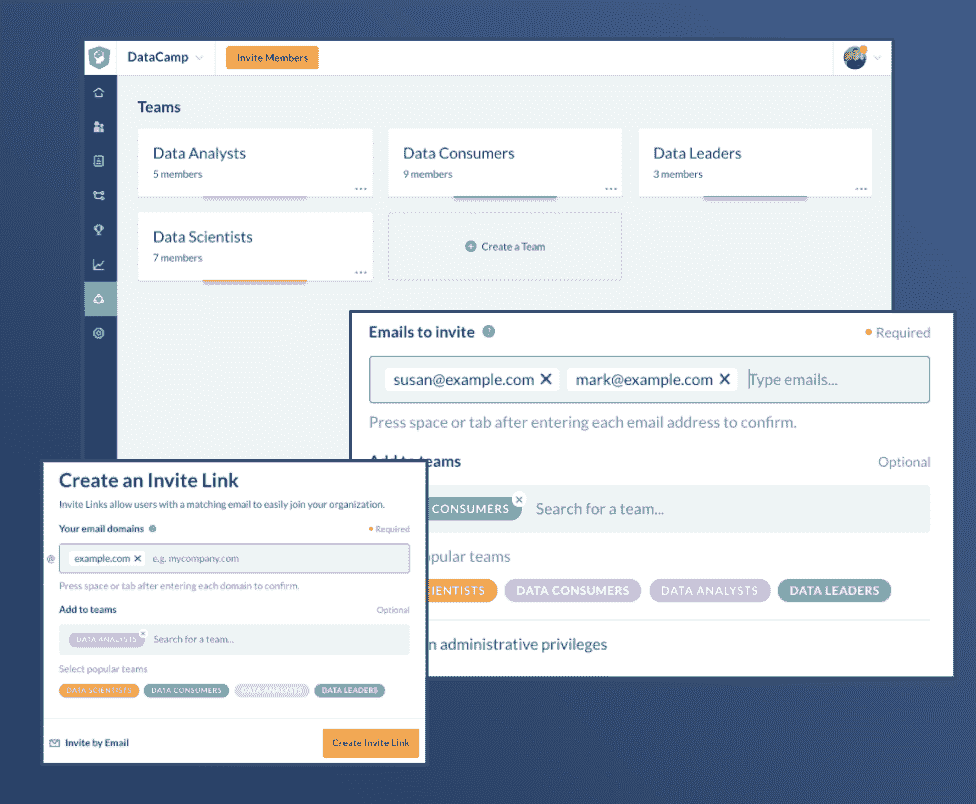 DataCamp
Invite Members
Teams
Data Analysts
5 members
Data Consumers
9 members
Data Leaders
3 members
Data Scientists
7 members
Create a Team
Emails to invite
Required
susan@example.com
mark@example.com
Type emails...
Press space or tab after entering each email address to confirm.
teams
Optional
CONSUMERS
Search for a team...
pular teams
IENTISTS
DATA CONSUMERS
DATA ANALYSTS
DATA LEADERS
n administrative privileges
Create an Invite Link
Invite Links allow users with a matching email to easily join your organization.
Your email domains
Required
@
example.com
e.g. mycompany.com
Press space or tab after entering each domain to confirm.
Add to teams
Optional
DATA ANALYSTS
Search for a team...
Select popular teams
DATA SCIENTISTS
DATA CONSUMERS
DATA ANALYSTS
DATA LEADERS
Invite by Email
Create Invite Link